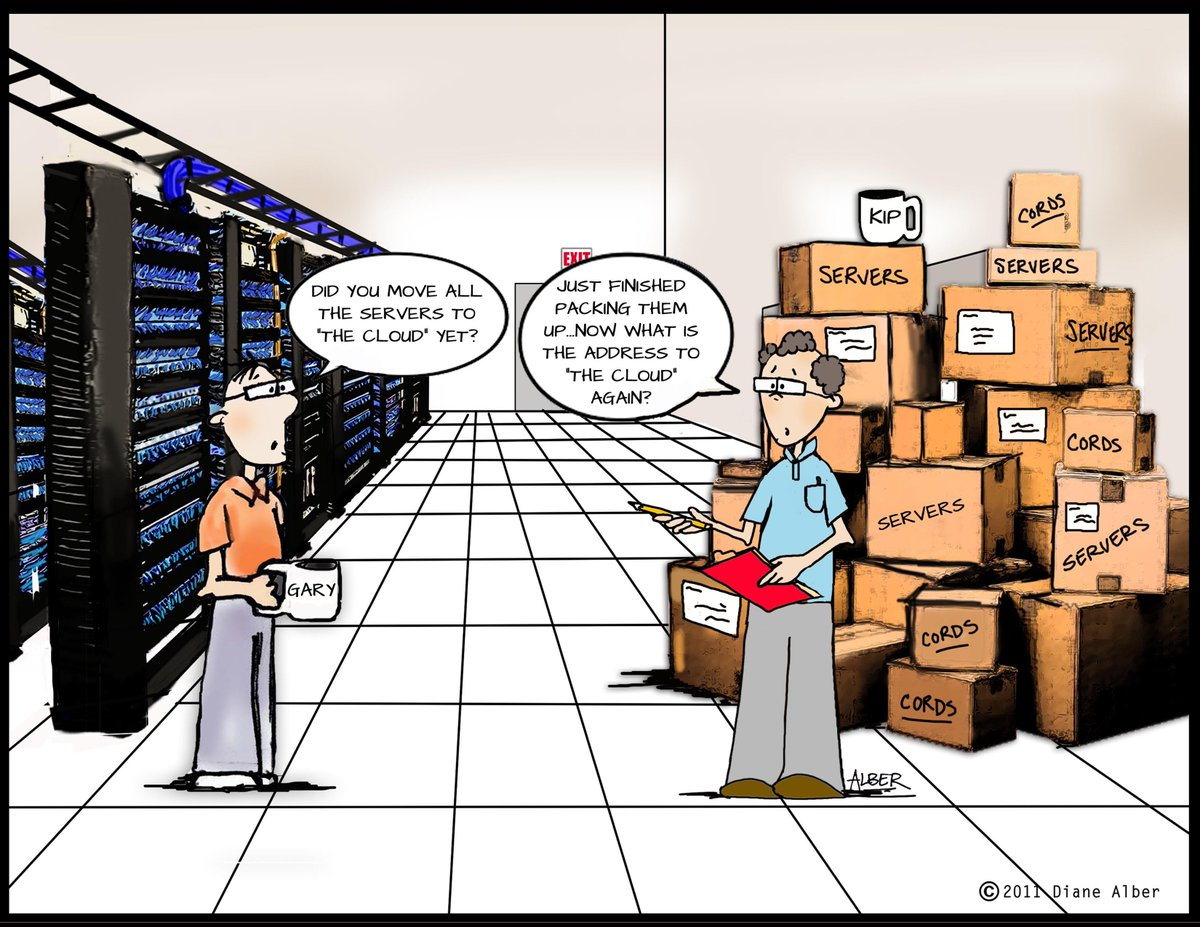 EXIT
DID YOU MOVE ALL
THE SERVERS TO
"THE CLOUD" YET?
JUST FINISHED
PACKING THEM
UP...NOW WHAT IS
THE ADDRESS TO
"THE CLOUD"
AGAIN?
KIP
CORDS
SERVERS
SERVERS
SERVERS
CORDS
SERVERS
SERVERS
GARY
CORDS
CORDS
ALBER
©2011 Diane Alber